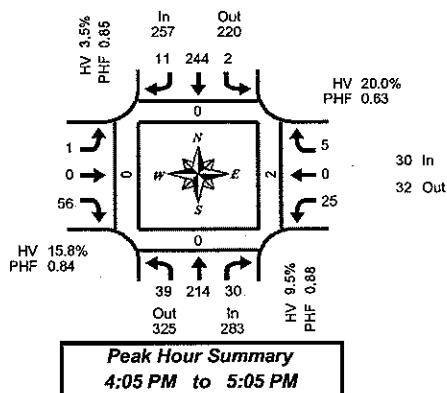 In Out
257 220
HV 3.5%
PHF 0.85
11 244 2
HV 20.0%
PHF 0.63
0
1
0
56
0
N
W E
S
2
5
0
25
30 In
32 Out
0
HV 15.8%
PHF 0.84
39 214 30
Out In
325 283
HV 9.5%
PHF 0.88
Peak Hour Summary
4:05 PM to 5:05 PM